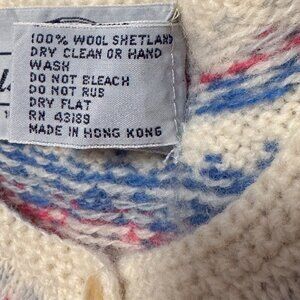 100% WOOL SHETLAND
DRY CLEAN OR HAND
WASH
DO NOT BLEACH
DO NOT RUB
DRY FLAT
RN 43189
MADE IN HONG KONG